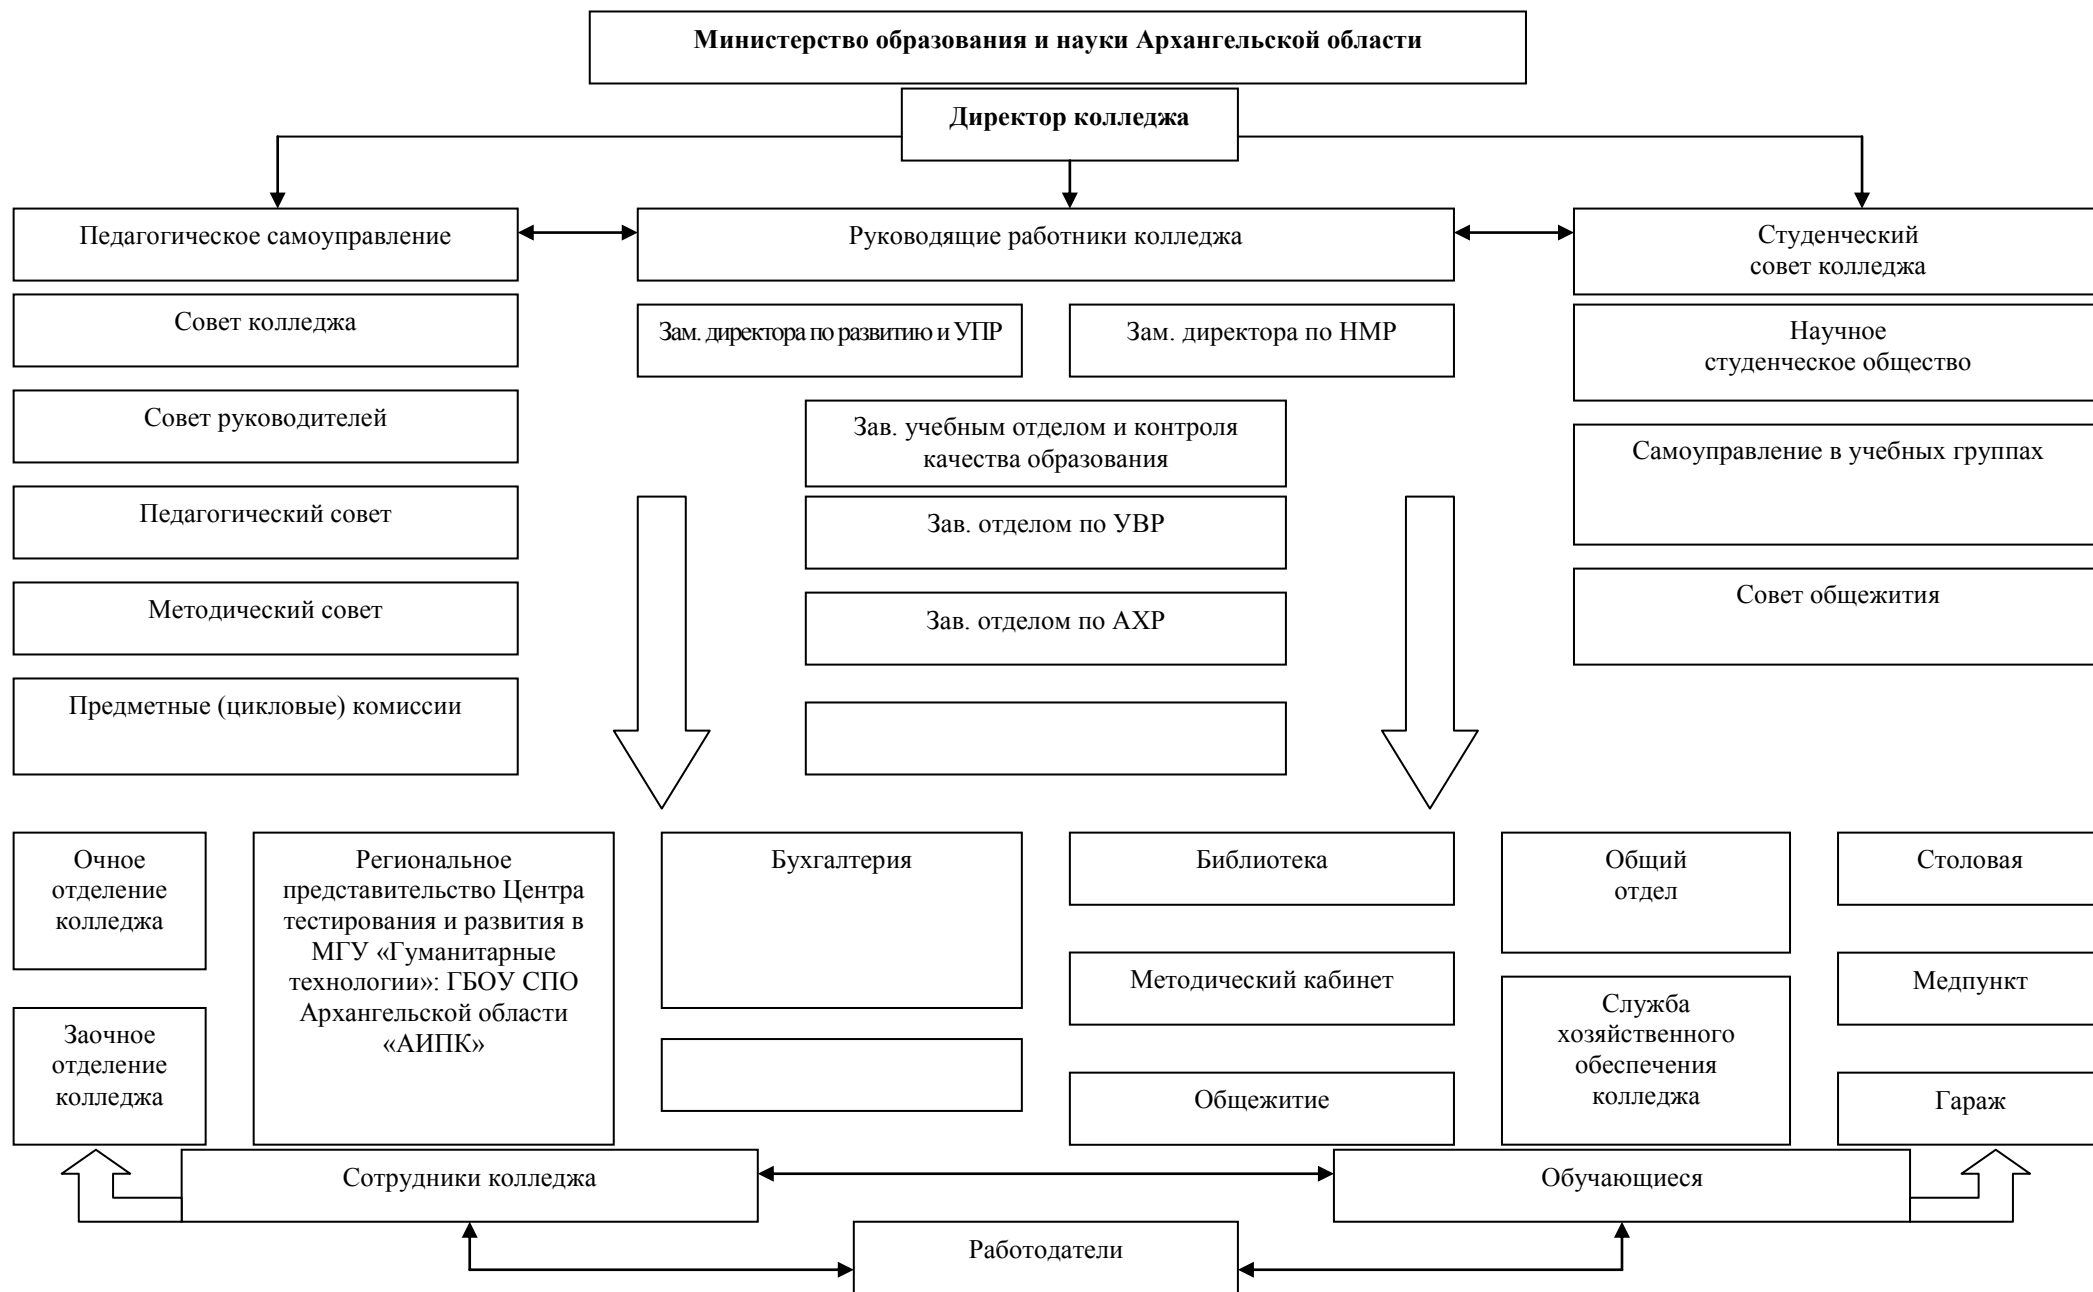 Министерство образования и науки Архангельской области
Директор колледжа
Педагогическое самоуправление
Руководящие работники колледжа
Студенческий
совет колледжа
Совет колледжа
Совет руководителей
Педагогический совет
Методический совет
Предметные (цикловые) комиссии
Зам. директора по развитию и УПР
Зам. директора по НМР
Зав. учебным отделом и контроля
качества образования
Зав. отделом по УВР
Зав. отделом по АХР
Научное
студенческое общество
Самоуправление в учебных группах
Совет общежития
Очное
отделение
колледжа
Заочное
отделение
колледжа
Региональное
представительство Центра
тестирования и развития в
МГУ «Гуманитарные
технологии»: ГБОУ СПО
Архангельской области
«АИПК»
Бухгалтерия
Библиотека
Методический кабинет
Общежитие
Общий
отдел
Служба
хозяйственного
обеспечения
колледжа
Столовая
Медпункт
Гараж
Сотрудники колледжа
Обучающиеся
Работодатели